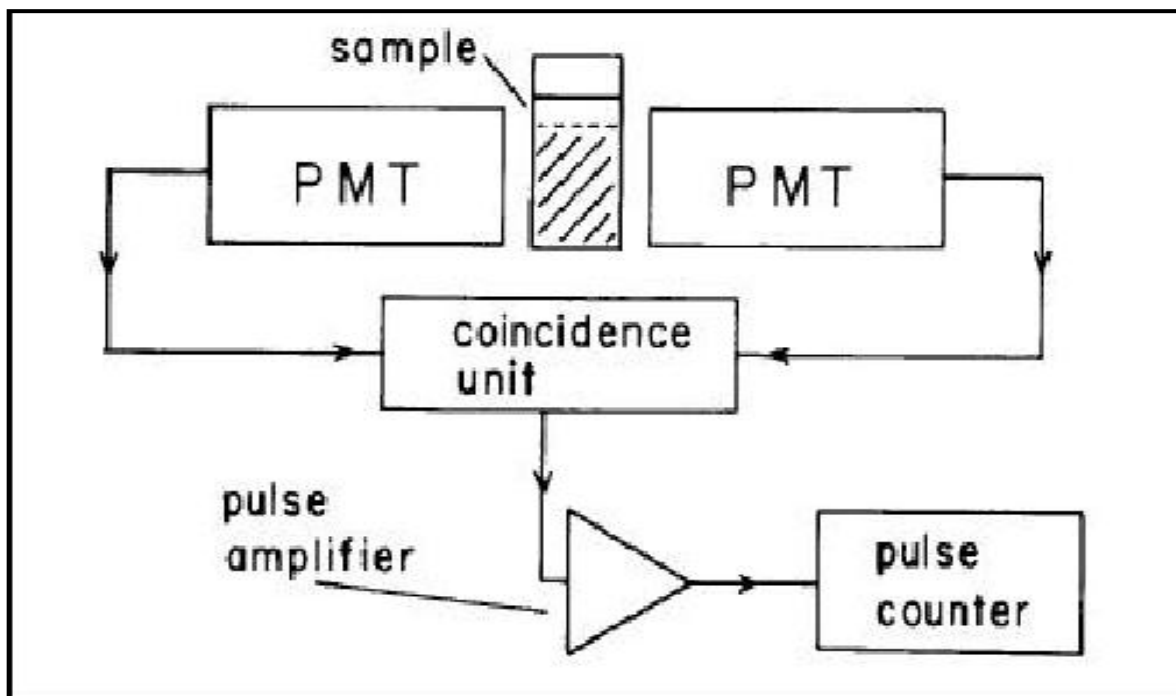 sample
PMT
PMT
coincidence
unit
pulse
amplifier
pulse
counter